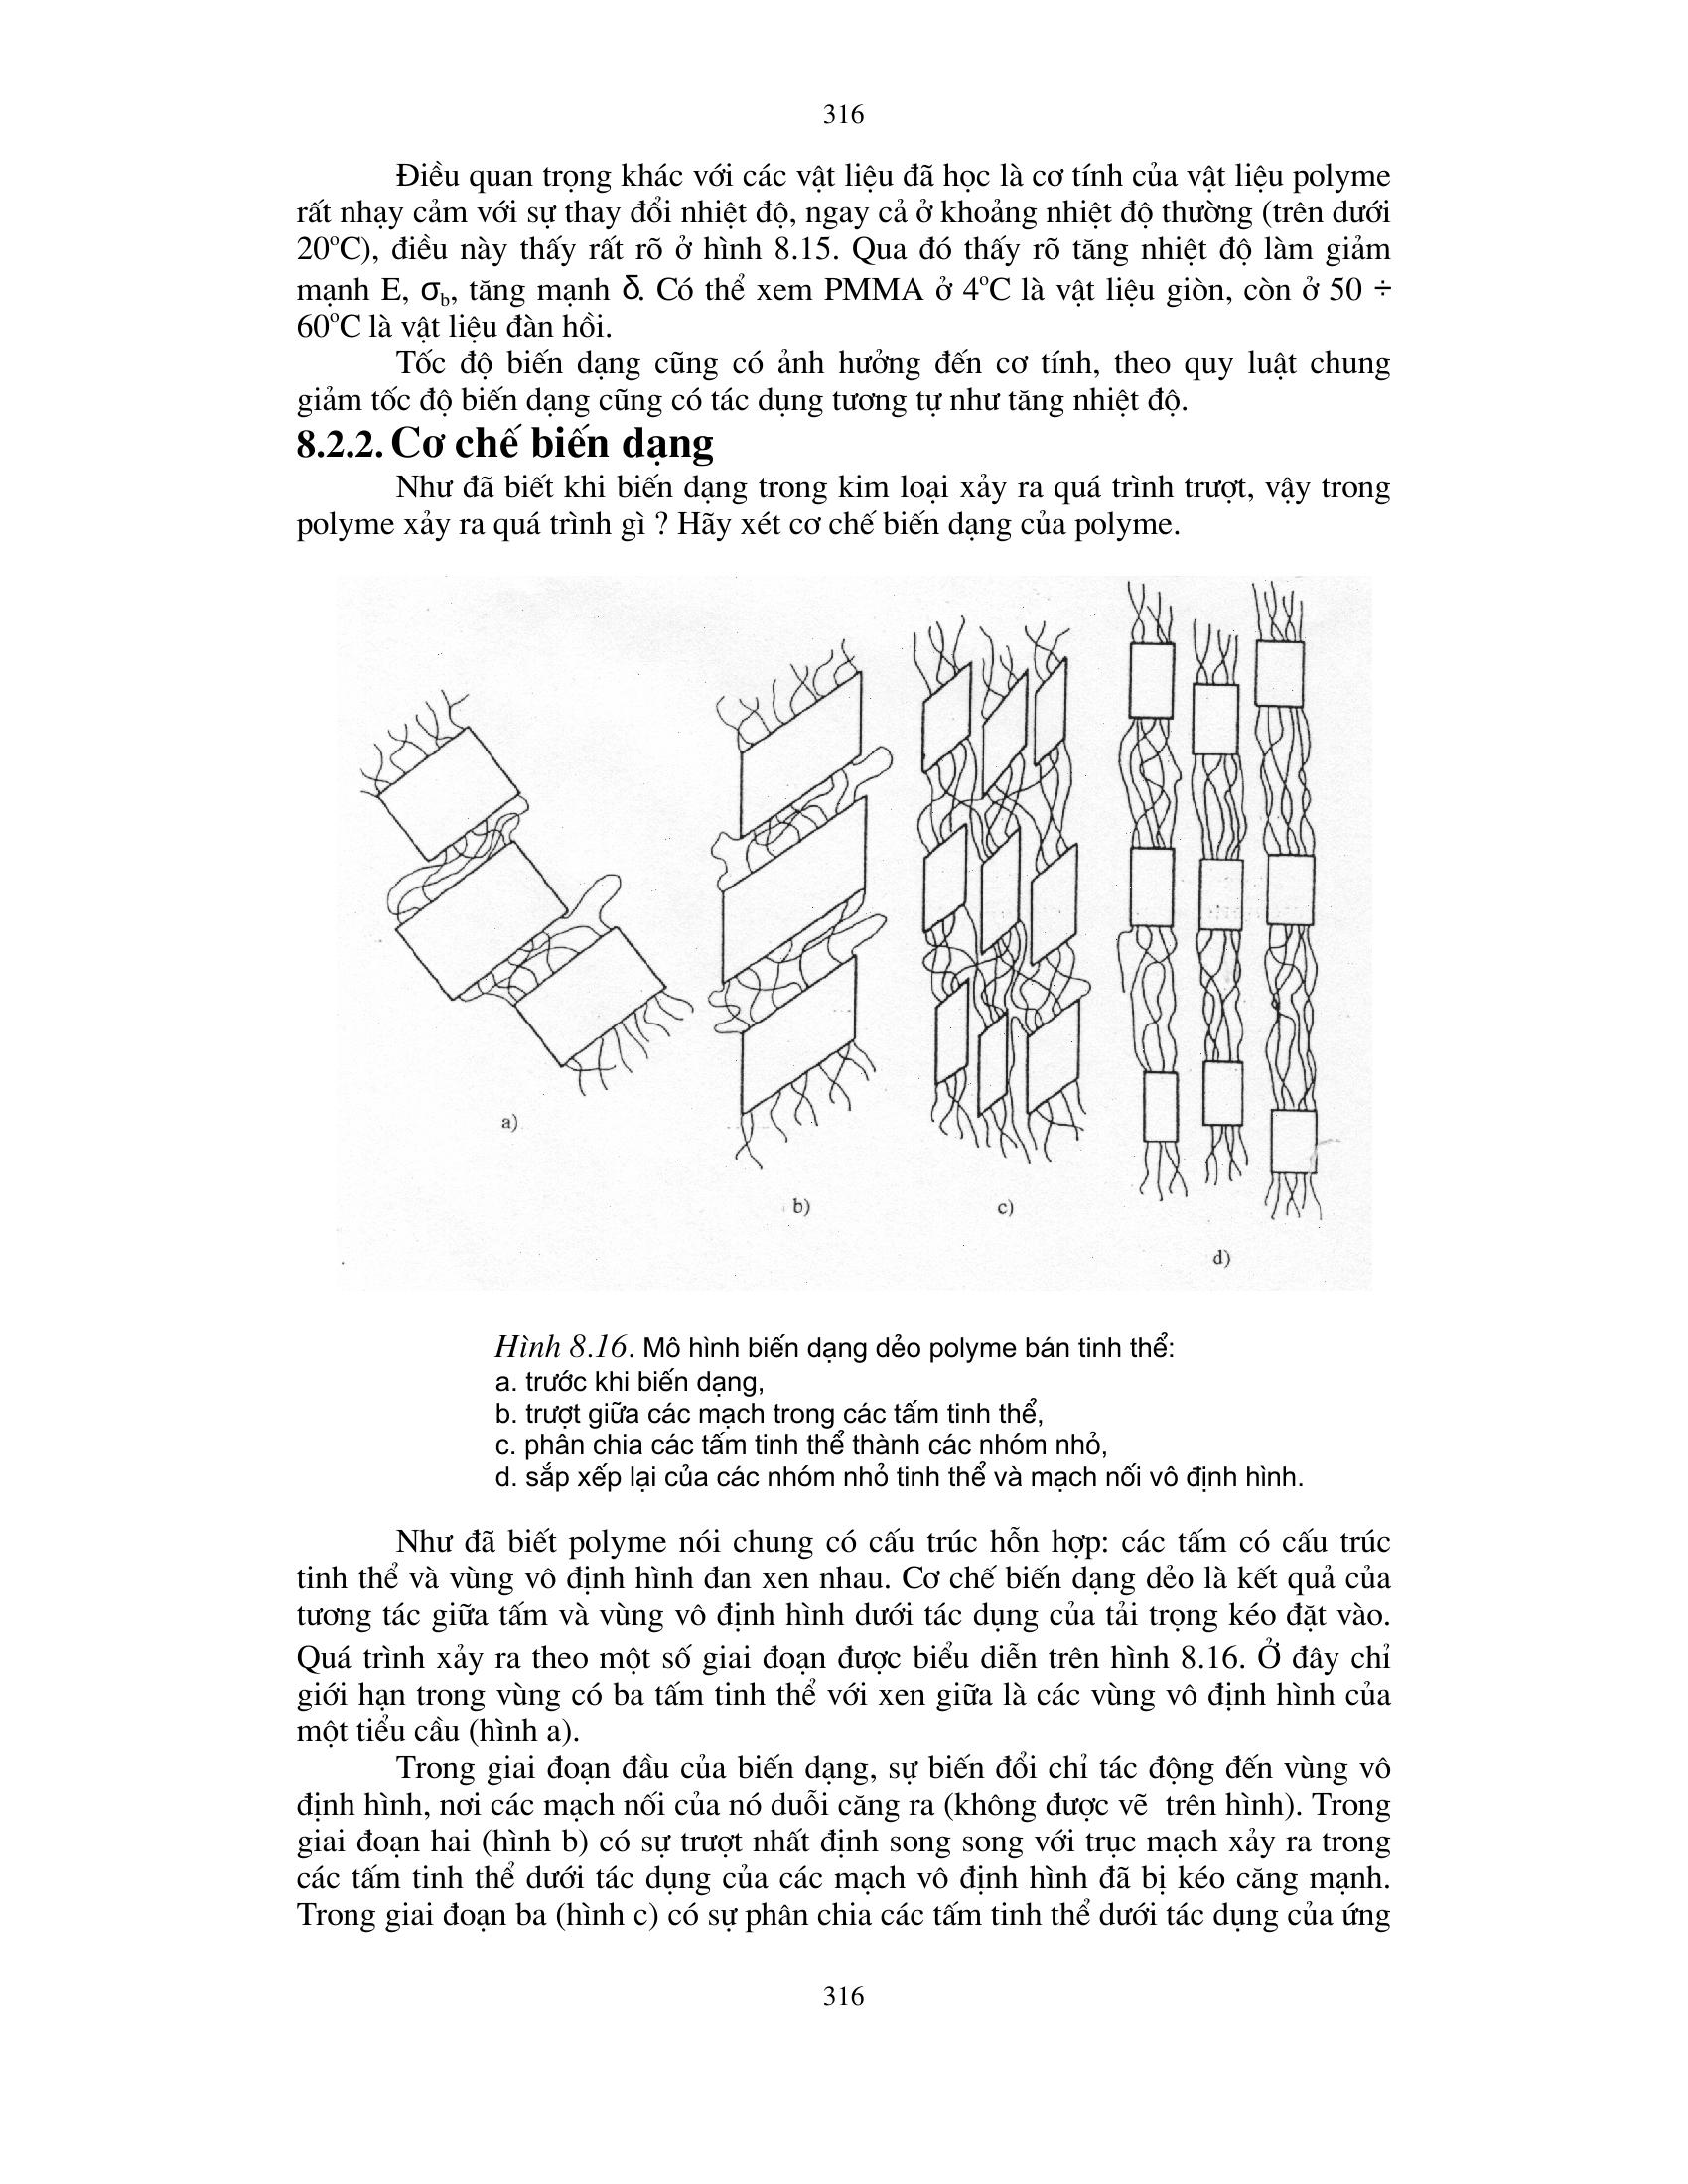 316
Điều quan trọng khác với các vật liệu đã học là cơ tính của vật liệu polyme
rất nhạy cảm với sự thay đổi nhiệt độ, ngay cả ở khoảng nhiệt độ thường (trên dưới
20ºC), điều này thấy rất rõ ở hình 8.15. Qua đó thấy rõ tăng nhiệt độ làm giảm
mạnh E, σb, tăng mạnh δ. Có thể xem PMMA ở 4ºC là vật liệu giòn, còn ở 50 ÷
60ºC là vật liệu đàn hồi.
Tốc độ biến dạng cũng có ảnh hưởng đến cơ tính, theo quy luật chung
giảm tốc độ biến dạng cũng có tác dụng tương tự như tăng nhiệt độ.
8.2.2. Cơ chế biến dạng
Như đã biết khi biến dạng trong kim loại xảy ra quá trình trượt, vậy trong
polyme xảy ra quá trình gì ? Hãy xét cơ chế biến dạng của polyme.
a)
b)
c)
d)
Hình 8.16. Mô hình biến dạng dẻo polyme bán tinh thể:
a. trước khi biến dạng,
b. trượt giữa các mạch trong các tấm tinh thể,
c. phân chia các tấm tinh thể thành các nhóm nhỏ,
d. sắp xếp lại của các nhóm nhỏ tinh thể và mạch nối vô định hình.
Như đã biết polyme nói chung có cấu trúc hỗn hợp: các tấm có cấu trúc
tinh thể và vùng vô định hình đan xen nhau. Cơ chế biến dạng dẻo là kết quả của
tương tác giữa tấm và vùng vô định hình dưới tác dụng của tải trọng kéo đặt vào.
Quá trình xảy ra theo một số giai đoạn được biểu diễn trên hình 8.16. Ở đây chỉ
giới hạn trong vùng có ba tấm tinh thể với xen giữa là các vùng vô định hình của
một tiểu cầu (hình a).
Trong giai đoạn đầu của biến dạng, sự biến đổi chỉ tác động đến vùng vô
định hình, nơi các mạch nối của nó duỗi căng ra (không được vẽ trên hình). Trong
giai đoạn hai (hình b) có sự trượt nhất định song song với trục mạch xảy ra trong
các tấm tinh thể dưới tác dụng của các mạch vô định hình đã bị kéo căng mạnh.
Trong giai đoạn ba (hình c) có sự phân chia các tấm tinh thể dưới tác dụng của ứng
316